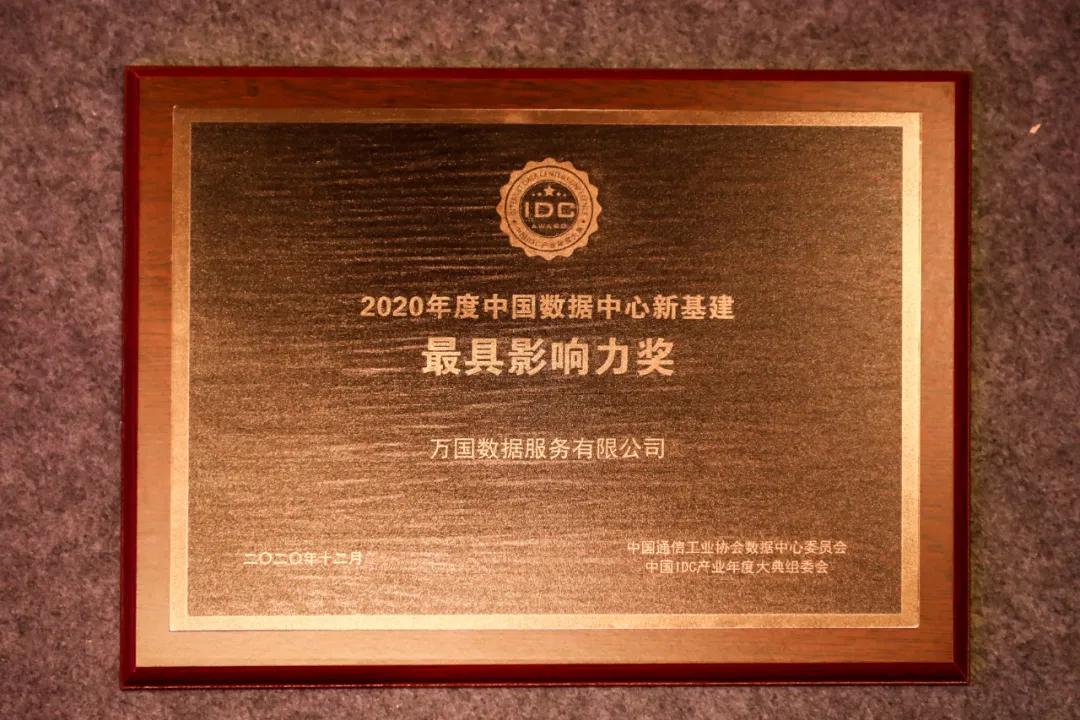 IDC
AWARD
2020年度中国数据中心新基建
最具影响力奖
万国数据服务有限公司
二〇二〇年十二月
中国通信工业协会数据中心委员会
中国IDC产业年度大典组委会